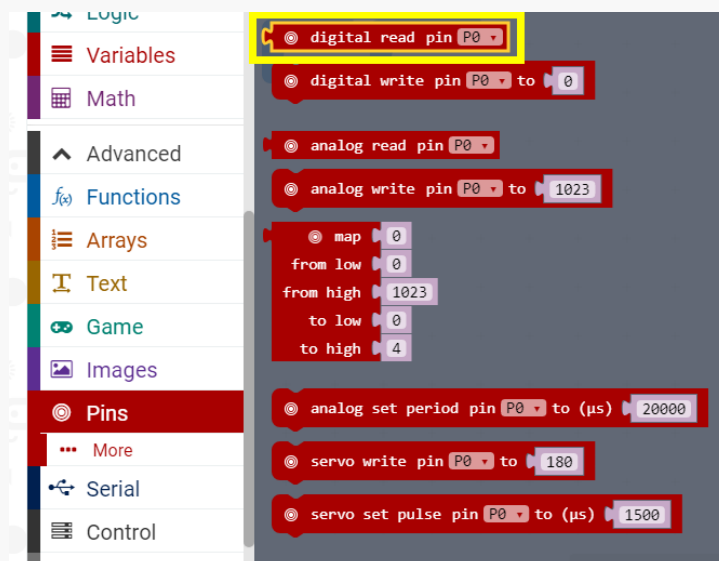 Logic
Variables
Math
Advanced
f(x) Functions
Arrays
Text
Game
Images
Pins
More
Serial
Control
digital read pin P0
digital write pin P0 to 0
analog read pin P0
analog write pin P0 to 1023
map 0
from low 0
from high 1023
to low 0
to high 4
analog set period pin P0 to (µs) 20000
servo write pin P0 to 180
servo set pulse pin P0 to (µs) 1500